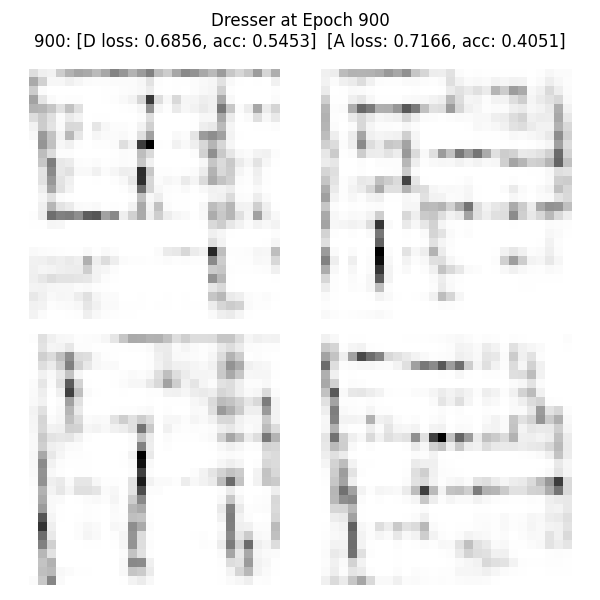 Dresser at Epoch 900
900: [D loss: 0.6856, acc: 0.5453]  [A loss: 0.7166, acc: 0.4051]